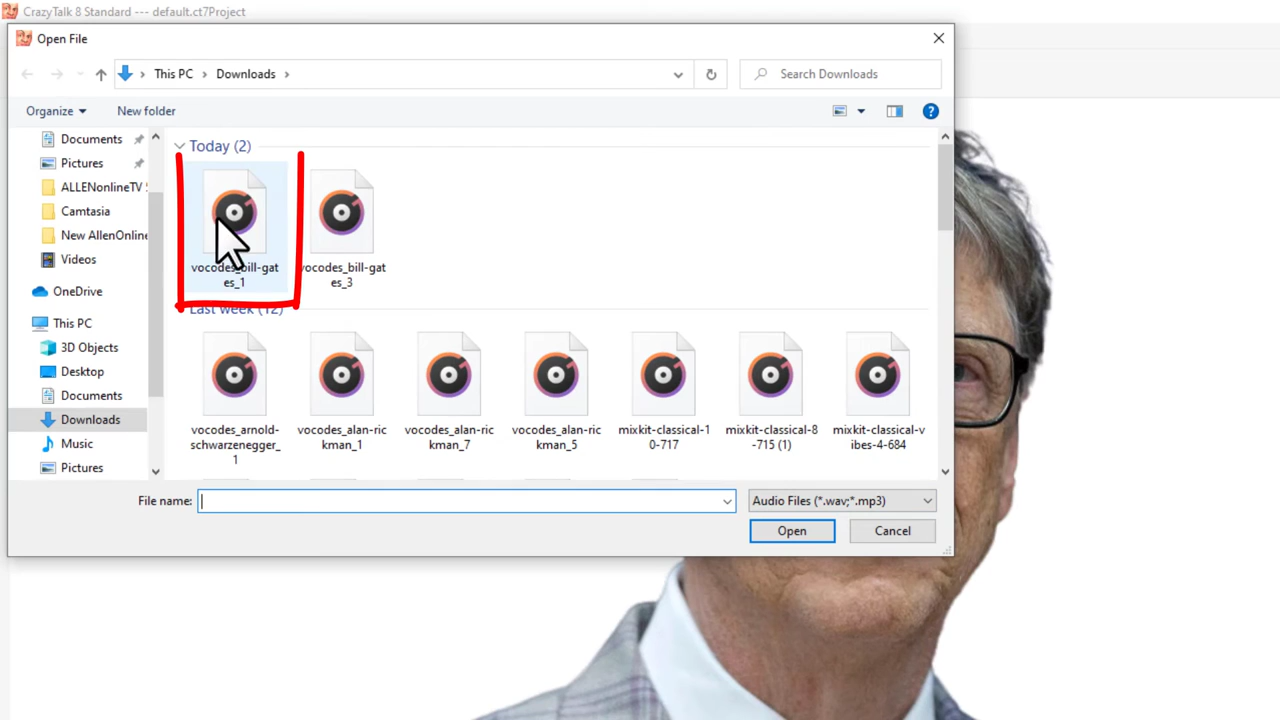 CrazyTalk 8 Standard --- default.ct7Project
Open File
This PC
Downloads
Search Downloads
Organize
New folder
Documents
Pictures
ALLENonlineTV
Camtasia
New AllenOnline
Videos
OneDrive
This PC
3D Objects
Desktop
Documents
Downloads
Music
Pictures
Today (2)
vocodes_bill-gat
es_1
vocodes_bill-gat
es_3
Last week (12)
vocodes_arnold-
schwarzenegger_
1
vocodes_alan-ric
kman_1
vocodes_alan-ric
kman_7
vocodes_alan-ric
kman_5
mixkit-classical-1
0-717
mixkit-classical-8
-715 (1)
mixkit-classical-v
ibes-4-684
File name:
Audio Files (*.wav;*.mp3)
Open
Cancel